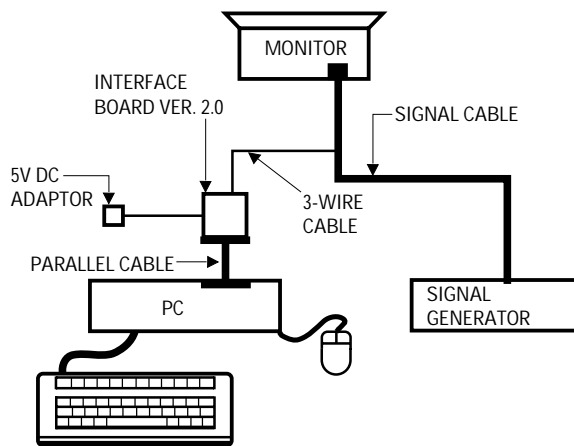 MONITOR
INTERFACE
BOARD VER. 2.0
SIGNAL CABLE
5V DC
ADAPTOR
3-WIRE
CABLE
PARALLEL CABLE
PC
SIGNAL
GENERATOR